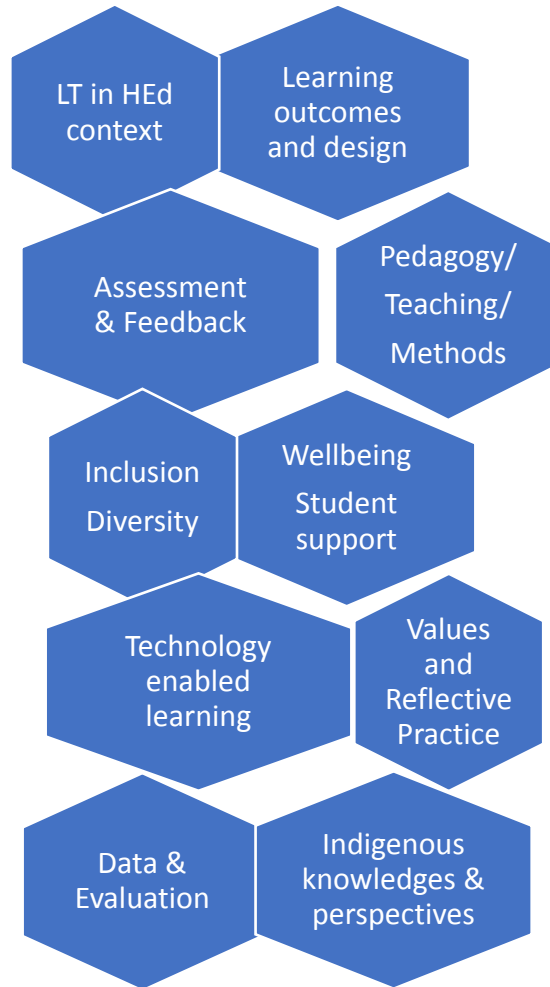 LT in HEd
context
Learning
outcomes
and design
Assessment
& Feedback
Pedagogy/
Teaching/
Methods
Inclusion
Diversity
Wellbeing
Student
support
Technology
enabled
learning
Values
and
Reflective
Practice
Data &
Evaluation
Indigenous
knowledges &
perspectives